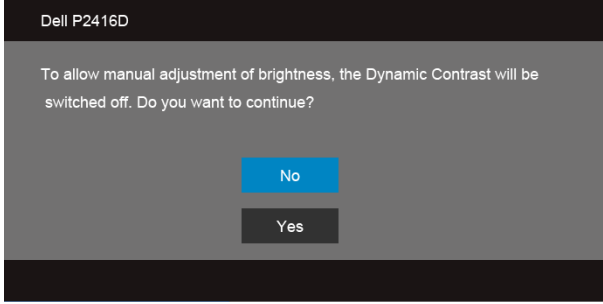 Dell P2416D
To allow manual adjustment of brightness, the Dynamic Contrast will be
switched off. Do you want to continue?
No
Yes